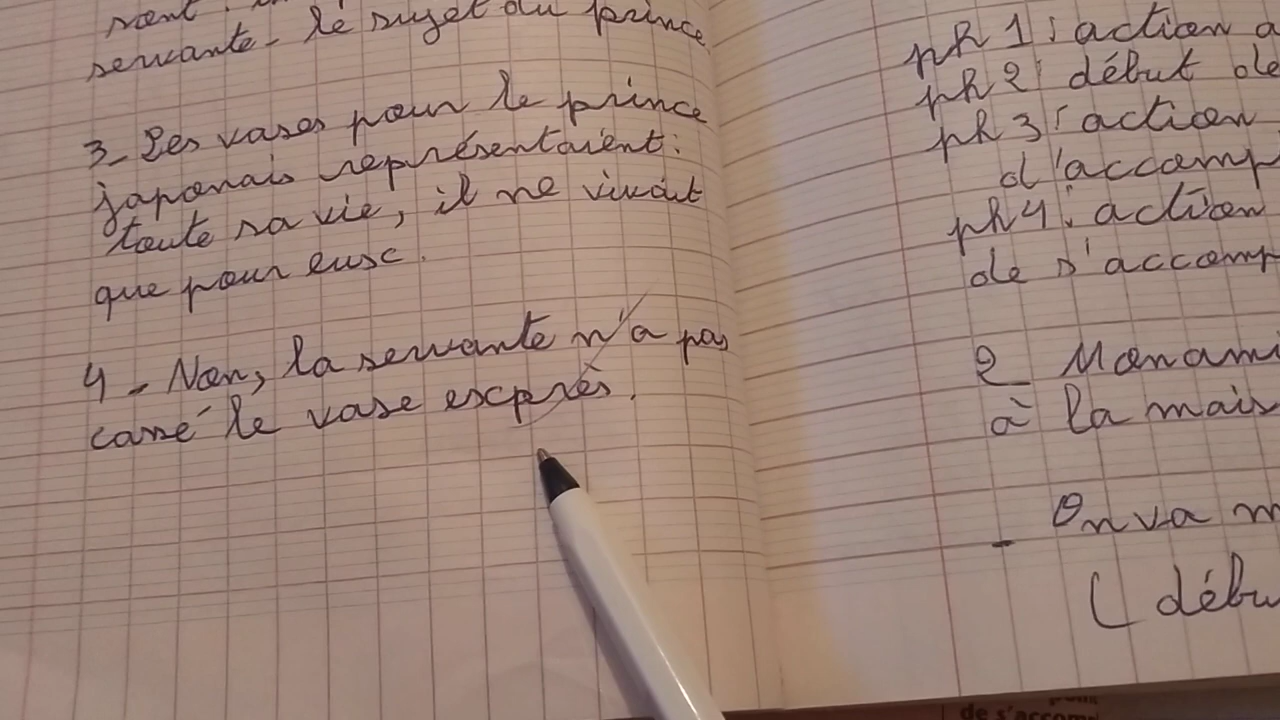 servante. le sujet du prince
3_ Les vases pour le prince
japonais représentaient:
toute sa vie, il ne vivait
que pour eux.
4_ Non, la servante n'a pas
cassé le vase exprès.
ph 1: action a
ph 2: début de
ph 3: action
d'accomp
ph 4: action
de s'accomp
2_ Manami
à la mais
- On va m
( débu
de s'accom